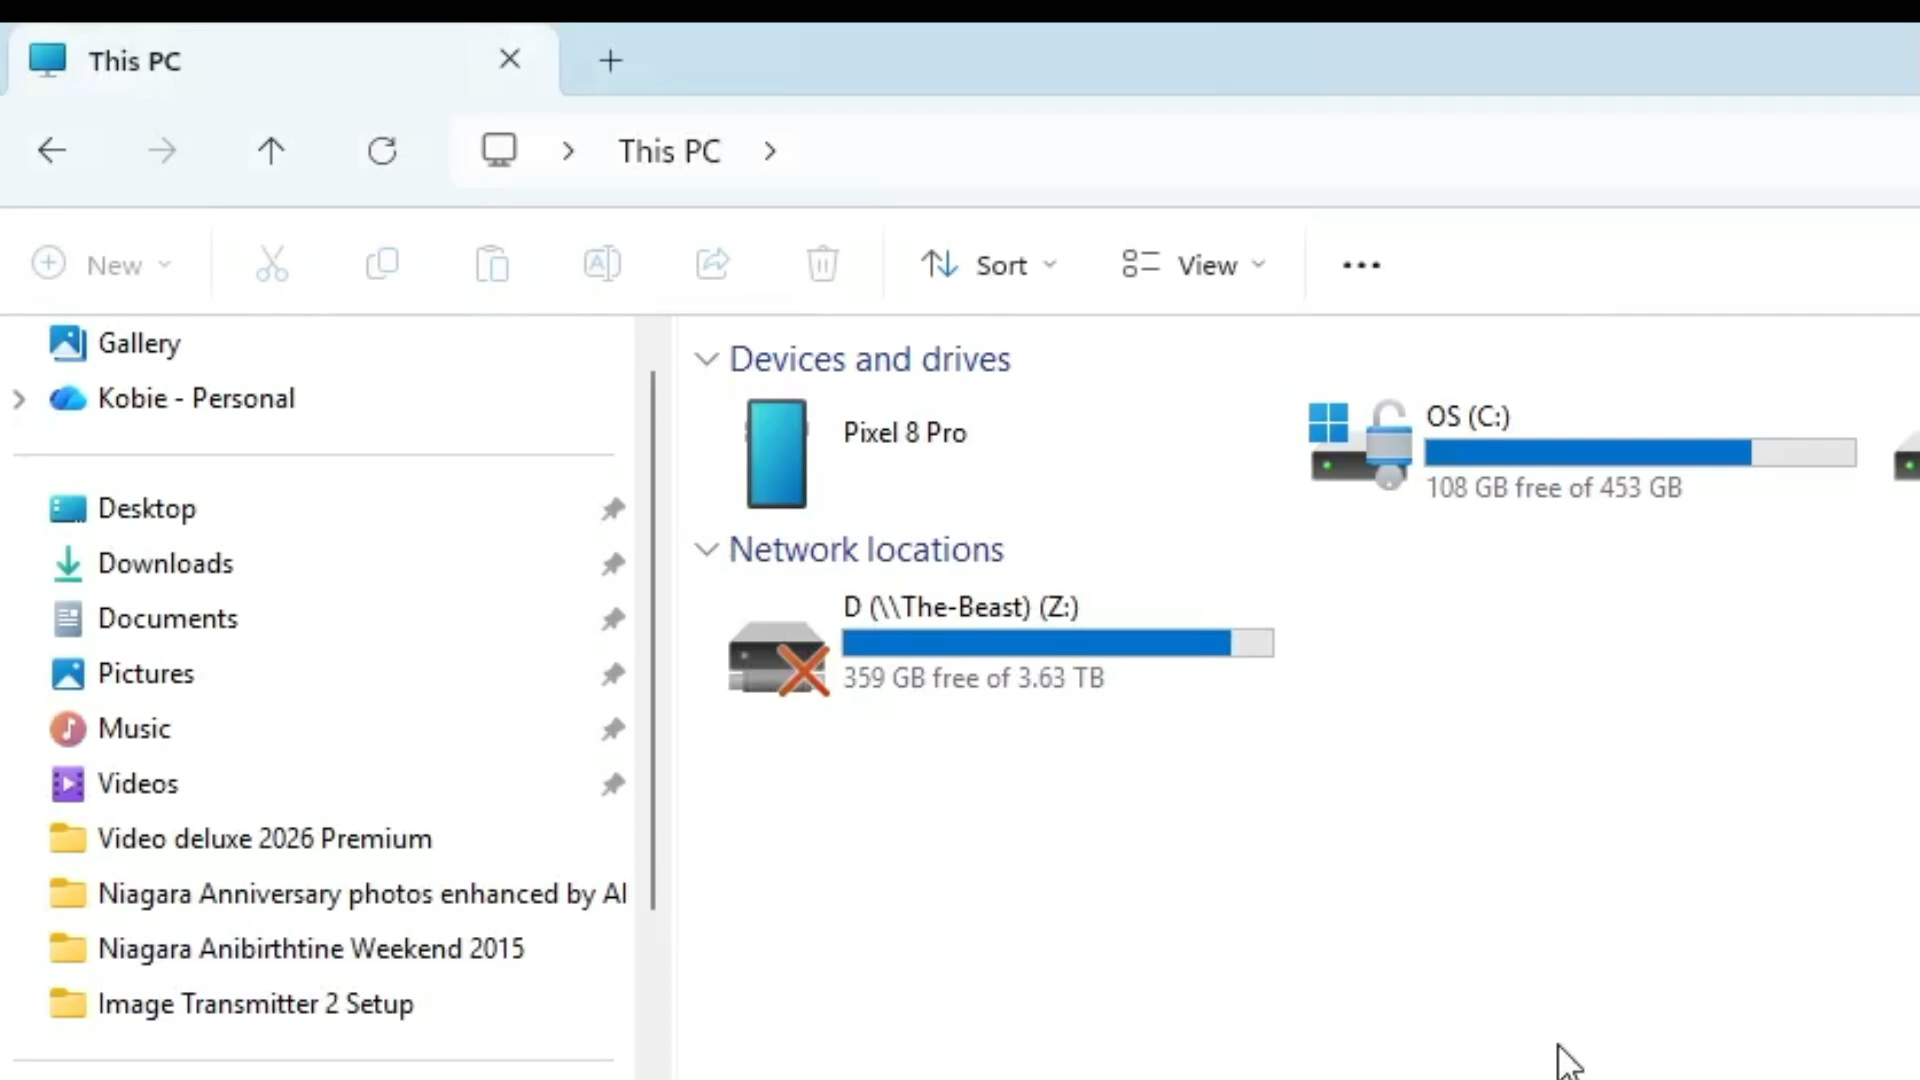 This PC
This PC
New
Sort
View
Gallery
Kobie - Personal
Desktop
Downloads
Documents
Pictures
Music
Videos
Video deluxe 2026 Premium
Niagara Anniversary photos enhanced by AI
Niagara Anibirthtine Weekend 2015
Image Transmitter 2 Setup
Devices and drives
Pixel 8 Pro
OS (C:)
108 GB free of 453 GB
Network locations
D (\\The-Beast) (Z:)
359 GB free of 3.63 TB